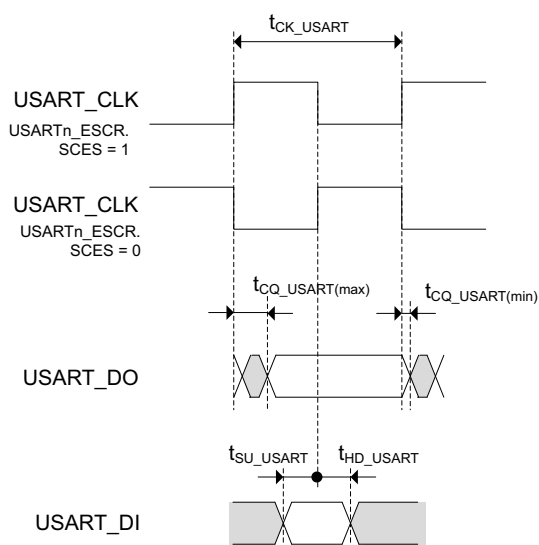 tCK_USART
USART_CLK
USARTn_ESCR.
SCES = 1
USART_CLK
USARTn_ESCR.
SCES = 0
tCQ_USART(max)
tCQ_USART(min)
USART_DO
tSU_USART
tHD_USART
USART_DI